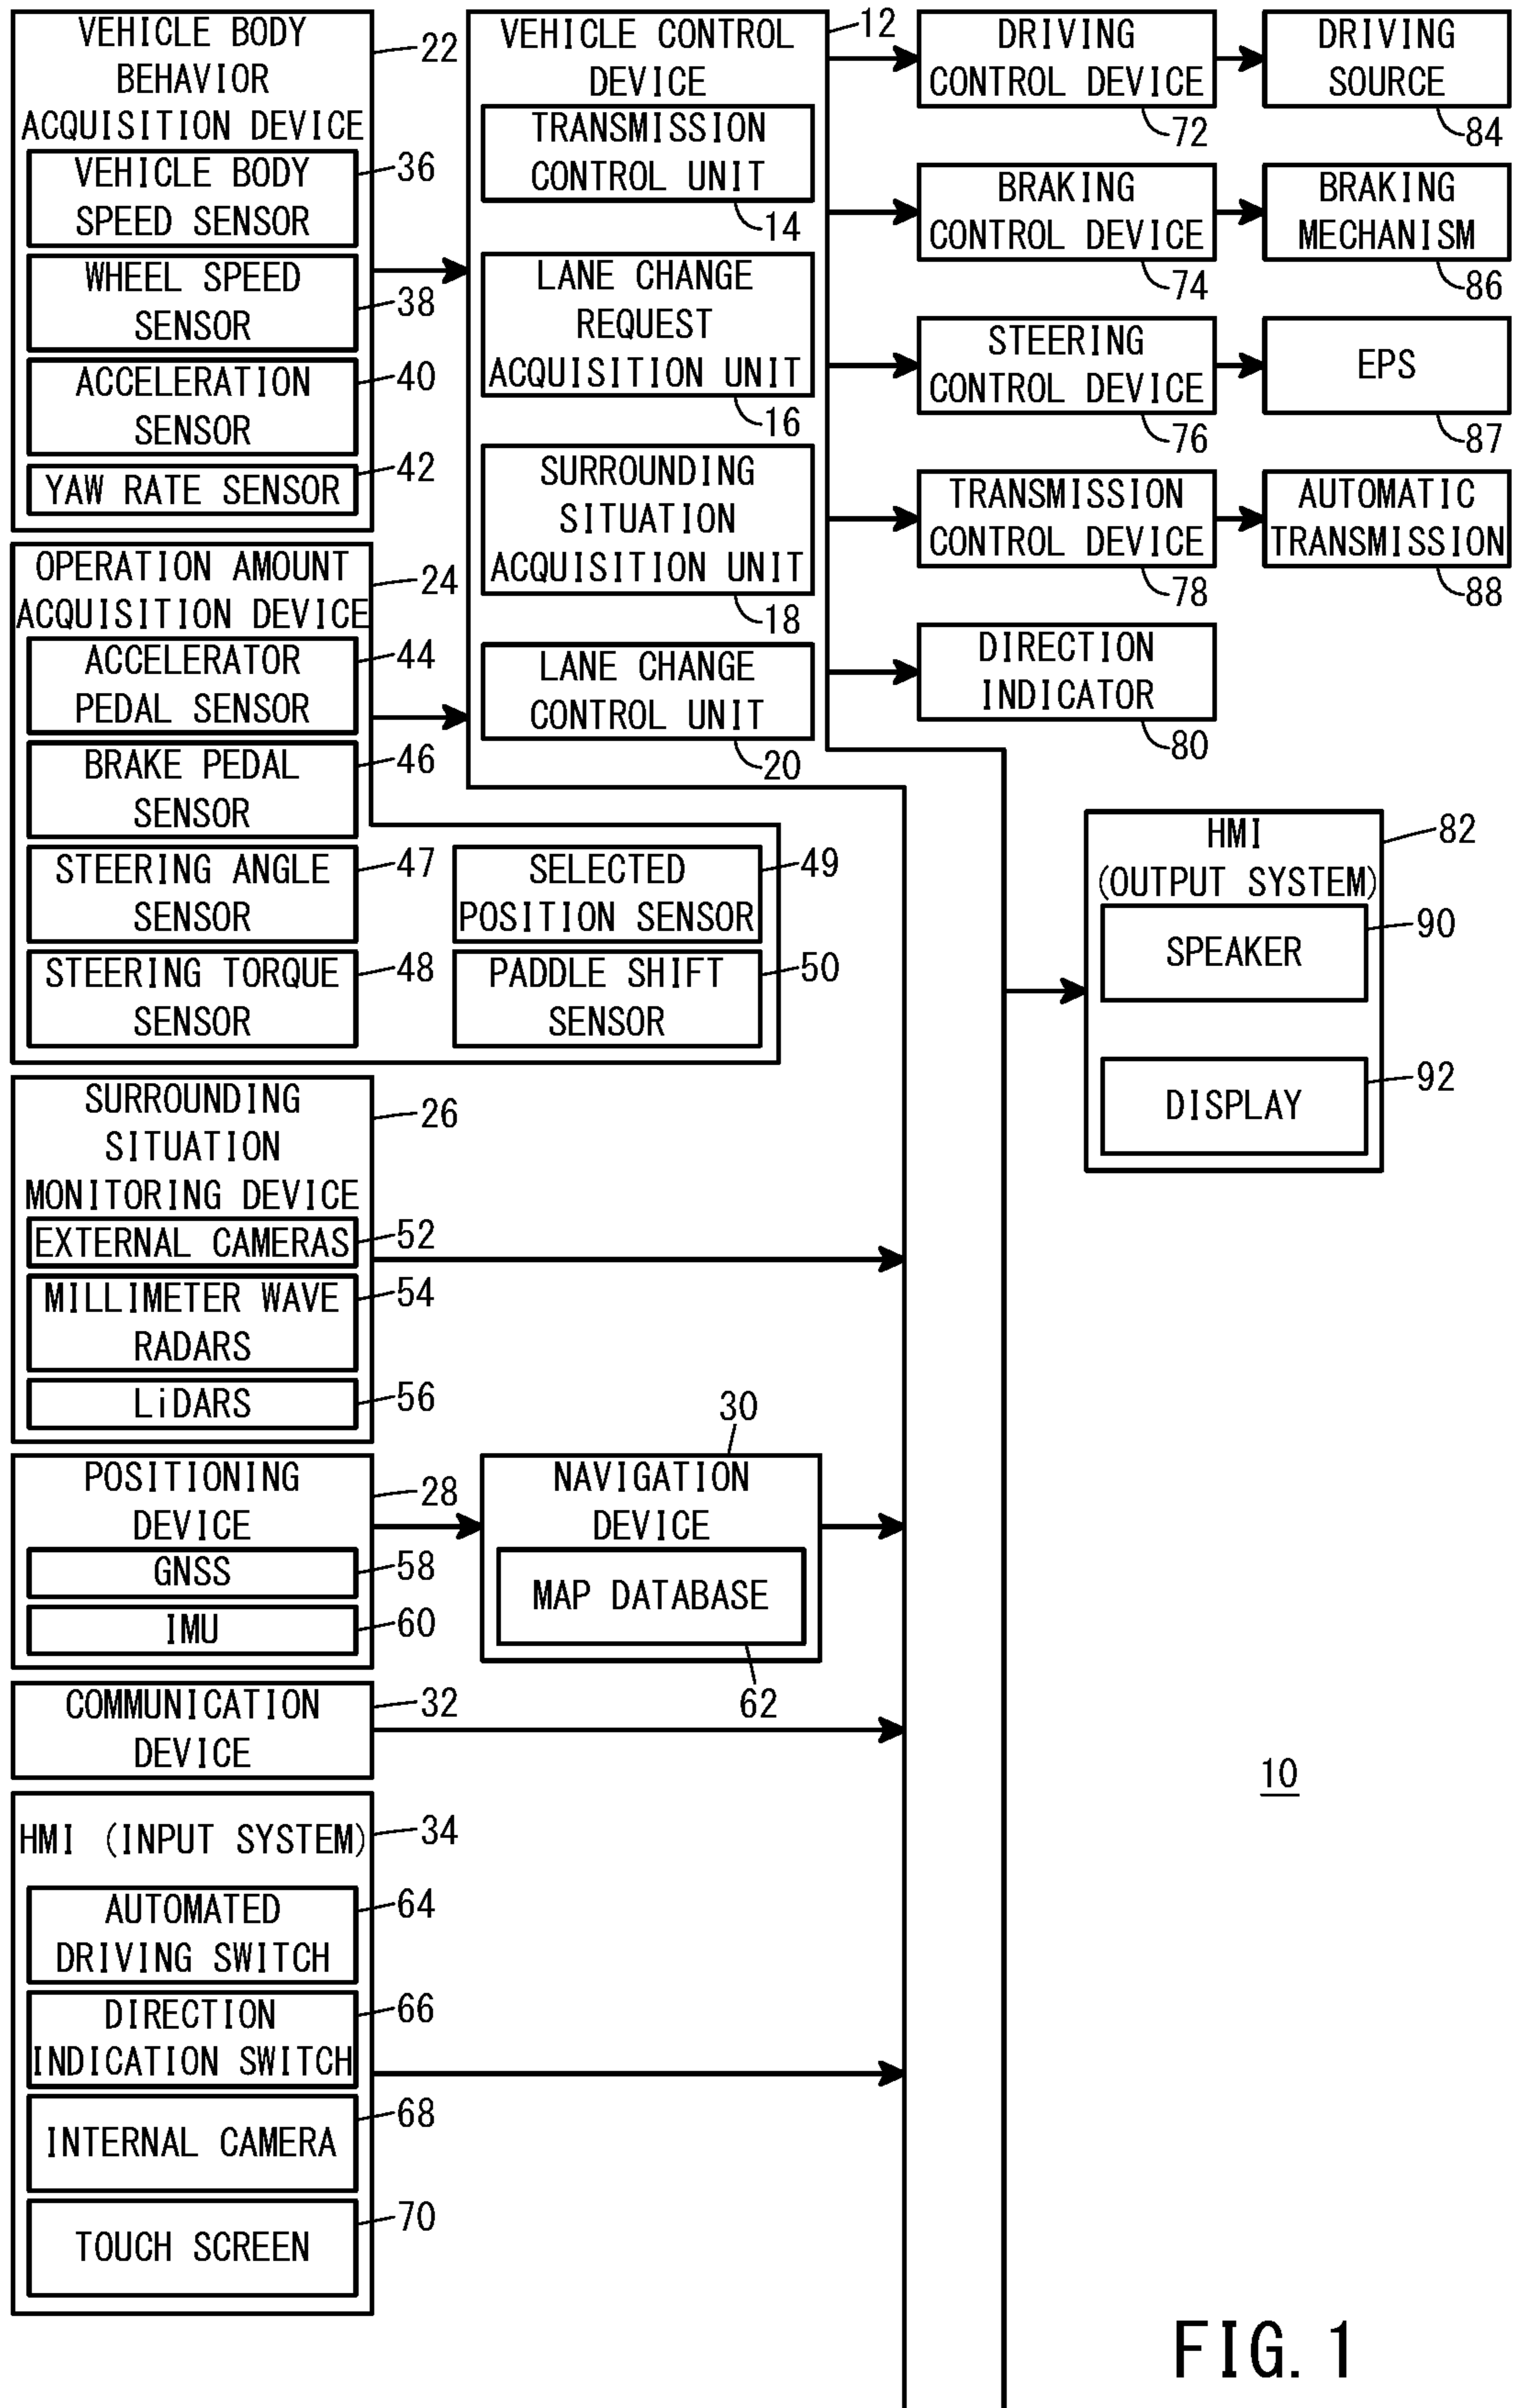 VEHICLE BODY
BEHAVIOR
ACQUISITION DEVICE
22
VEHICLE BODY
SPEED SENSOR
36
WHEEL SPEED
SENSOR
38
ACCELERATION
SENSOR
40
YAW RATE SENSOR
42
OPERATION AMOUNT
ACQUISITION DEVICE
24
ACCELERATOR
PEDAL SENSOR
44
BRAKE PEDAL
SENSOR
46
STEERING ANGLE
SENSOR
47
STEERING TORQUE
SENSOR
48
SELECTED
POSITION SENSOR
49
PADDLE SHIFT
SENSOR
50
SURROUNDING
SITUATION
MONITORING DEVICE
26
EXTERNAL CAMERAS
52
MILLIMETER WAVE
RADARS
54
LiDARS
56
POSITIONING
DEVICE
28
GNSS
58
IMU
60
NAVIGATION
DEVICE
30
MAP DATABASE
62
COMMUNICATION
DEVICE
32
HMI (INPUT SYSTEM)
34
AUTOMATED
DRIVING SWITCH
64
DIRECTION
INDICATION SWITCH
66
INTERNAL CAMERA
68
TOUCH SCREEN
70
VEHICLE CONTROL
DEVICE
12
TRANSMISSION
CONTROL UNIT
14
LANE CHANGE
REQUEST
ACQUISITION UNIT
16
SURROUNDING
SITUATION
ACQUISITION UNIT
18
LANE CHANGE
CONTROL UNIT
20
DRIVING
CONTROL DEVICE
72
DRIVING
SOURCE
84
BRAKING
CONTROL DEVICE
74
BRAKING
MECHANISM
86
STEERING
CONTROL DEVICE
76
EPS
87
TRANSMISSION
CONTROL DEVICE
78
AUTOMATIC
TRANSMISSION
88
DIRECTION
INDICATOR
80
HMI
(OUTPUT SYSTEM)
82
SPEAKER
90
DISPLAY
92
10
FIG. 1